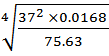 ⁴√((37² × 0.0168) / 75.63)